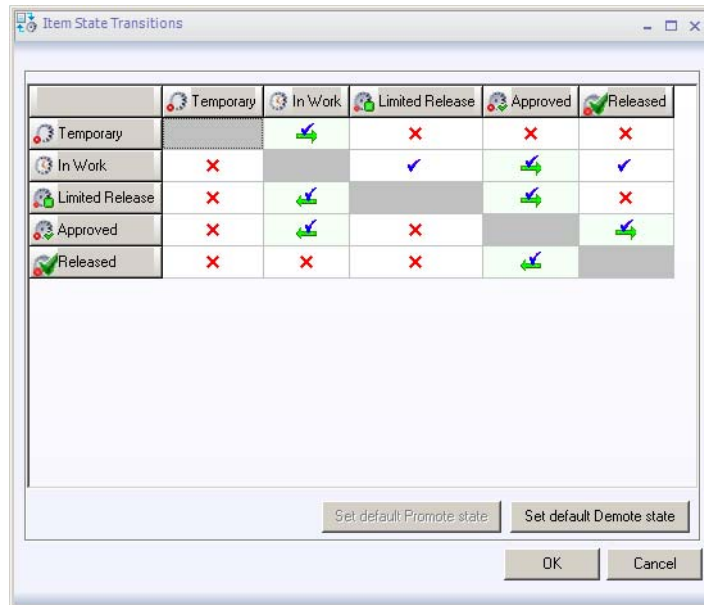 Item State Transitions
Temporary In Work Limited Release Approved Released
Temporary
In Work
Limited Release
Approved
Released
Set default Promote state Set default Demote state
OK Cancel